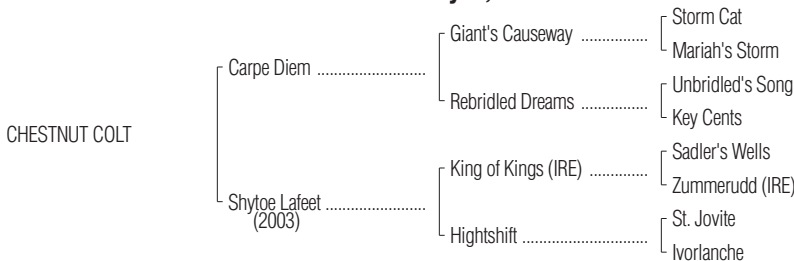 Storm Cat
Giant's Causeway ................
Mariah's Storm
Carpe Diem ..........................
Unbridled's Song
Rebridled Dreams ................
Key Cents
CHESTNUT COLT
Sadler's Wells
King of Kings (IRE) ..............
Zummerudd (IRE)
Shytoe Lafeet ........................
(2003)
St. Jovite
Hightshift ..............................
Ivorlanche